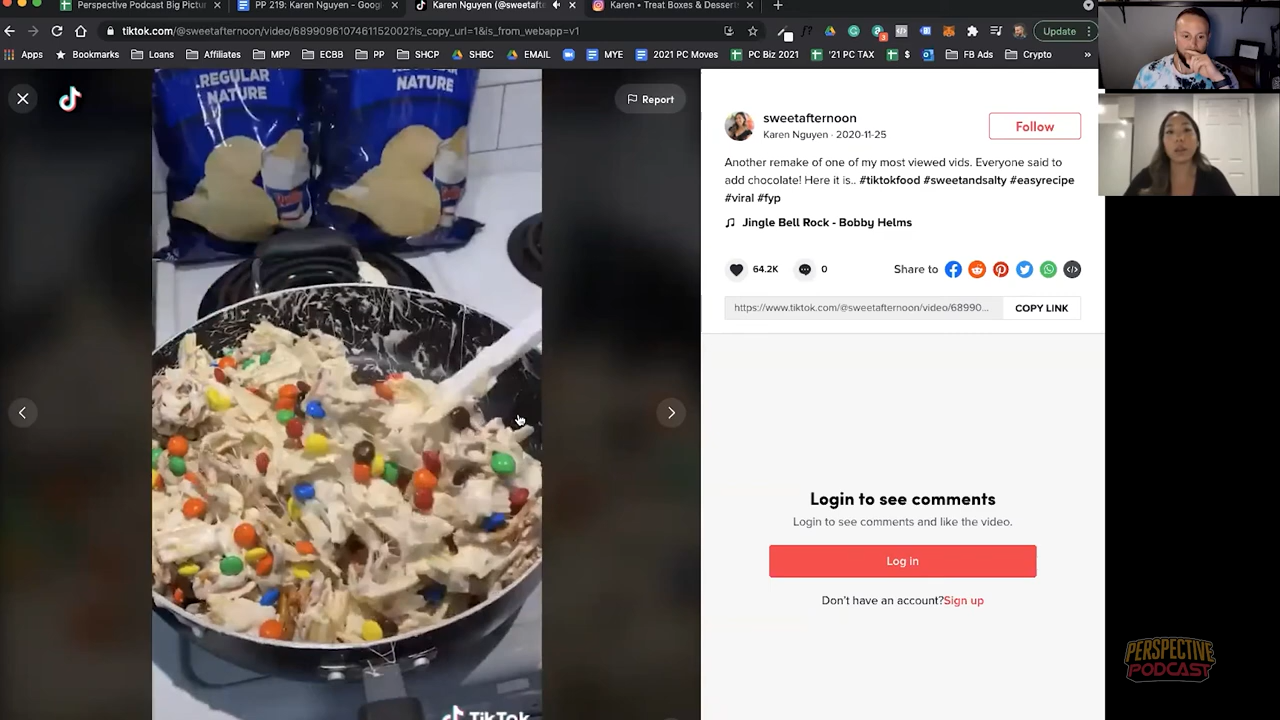 Perspective Podcast Big Pictu
PP 219: Karen Nguyen - Googl
Karen Nguyen (@sweetafte
Karen • Treat Boxes & Dessert
tiktok.com/@sweetafternoon/video/6899096107461152002?is_copy_url=1&is_from_webapp=v1
Update
Apps
Bookmarks
Loans
Affiliates
MPP
ECBB
PP
SHCP
SHBC
EMAIL
MYE
2021 PC Moves
PC Biz 2021
'21 PC TAX
$
FB Ads
Crypto
»
REGULAR
NATURE
REGULAR
NATURE
Report
sweetafternoon
Karen Nguyen · 2020-11-25
Follow
Another remake of one of my most viewed vids. Everyone said to
add chocolate! Here it is.. #tiktokfood #sweetandsalty #easyrecipe
#viral #fyp
Jingle Bell Rock - Bobby Helms
64.2K
0
Share to
https://www.tiktok.com/@sweetafternoon/video/68990...
COPY LINK
Login to see comments
Login to see comments and like the video.
Log in
Don't have an account?Sign up
TikTok
PERSPECTIVE
PODCAST